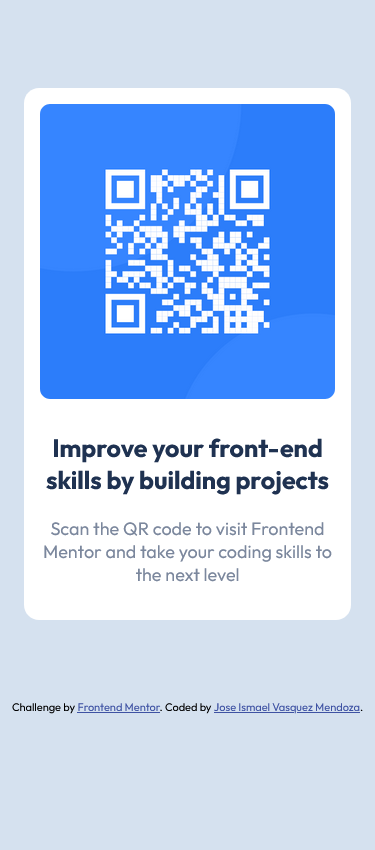 Improve your front-end
skills by building projects
Scan the QR code to visit Frontend
Mentor and take your coding skills to
the next level
Challenge by Frontend Mentor. Coded by Jose Ismael Vasquez Mendoza.